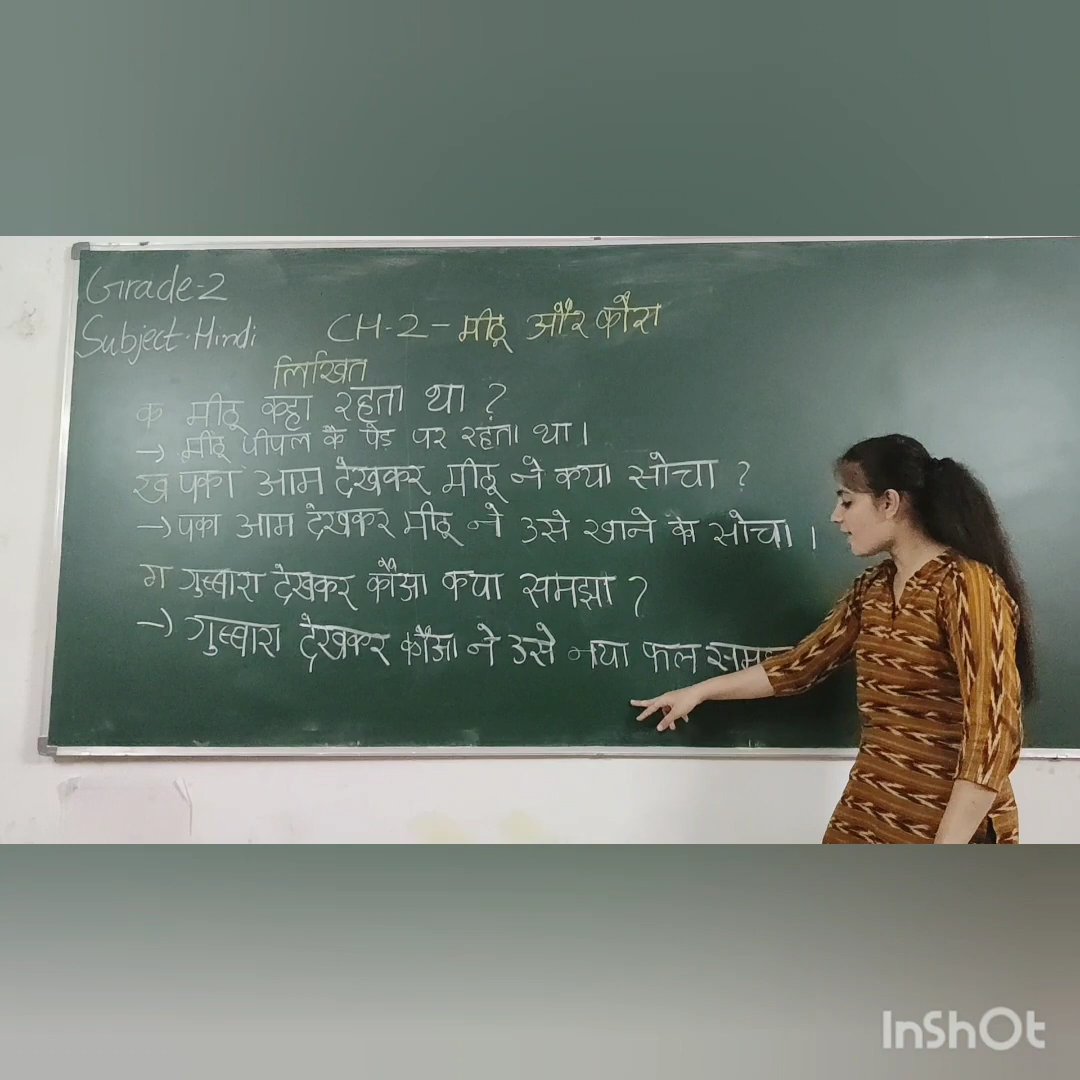 Grade-2
Subject-Hindi
CH-2-मीठू और कौए
लिखित
क मीठू कहा रहता था ?
→ मीठू पीपल कै पेड पर रहंता था।
ख पका आम देखकर मीठू ने क्या सोचा ?
→ पका आम देखकर मीठू ने उसे खाने के सोचा ।
ग गुब्बारा देखकर कौआ क्या समझा ?
→ गुब्बारा देखकर कौआ ने उसे नया फल
InShOt